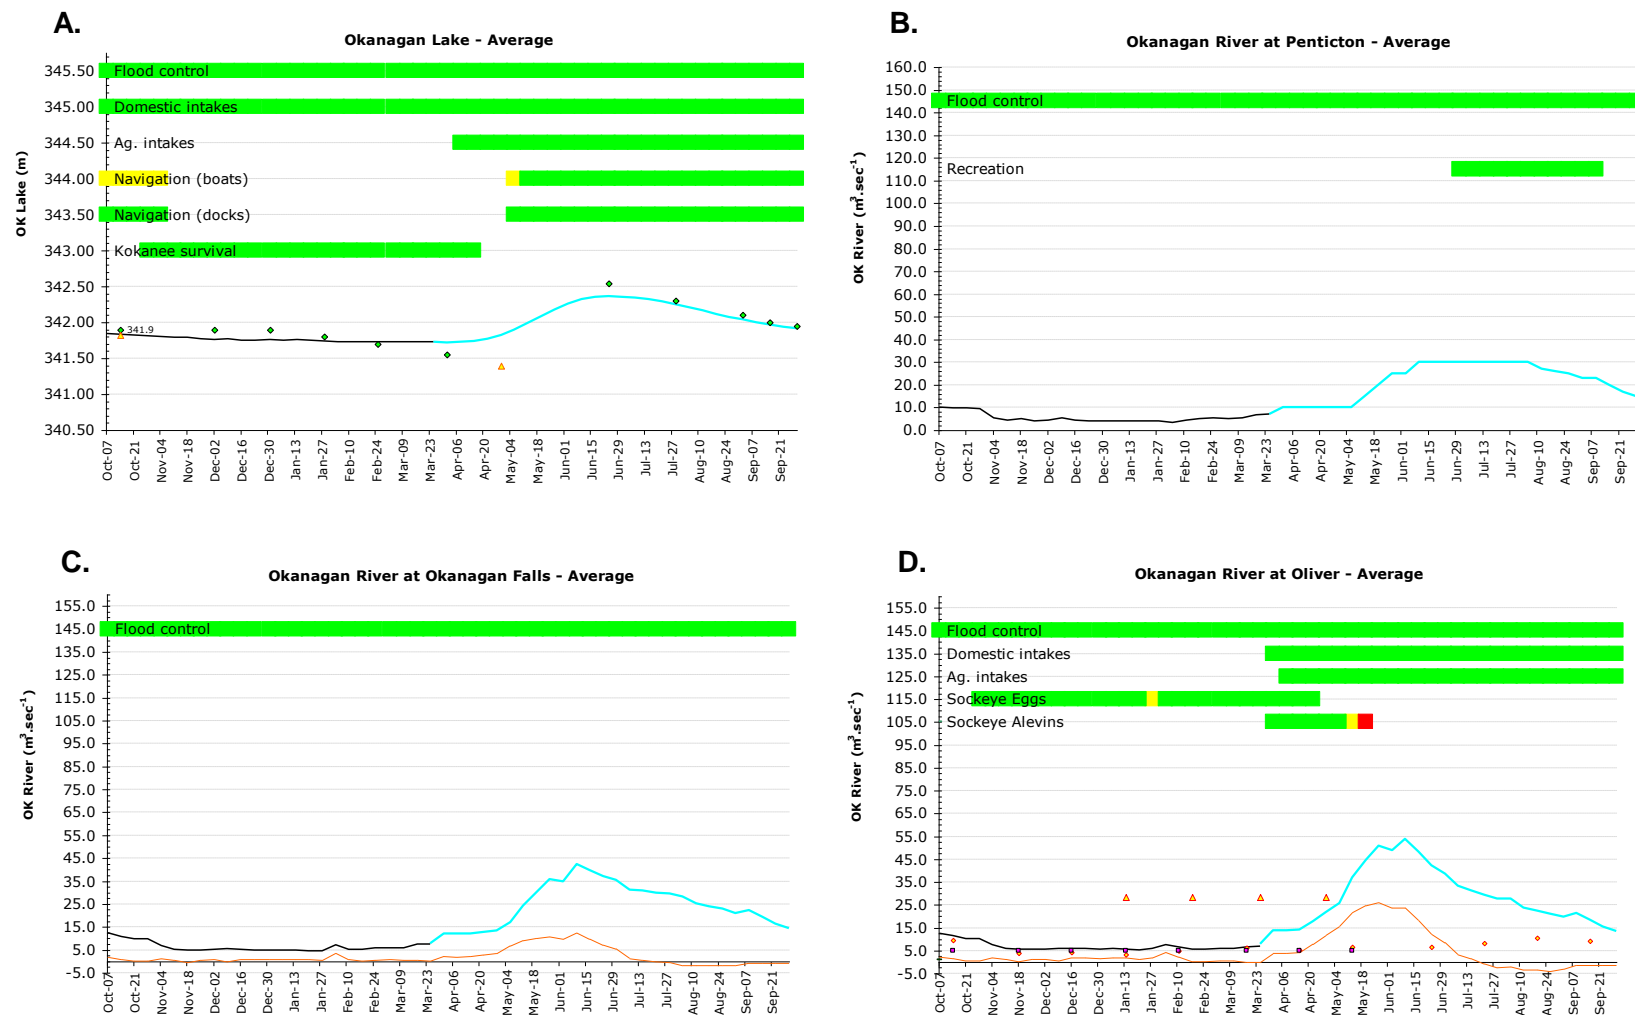 A.
Okanagan Lake - Average
OK Lake (m)
345.50
345.00
344.50
344.00
343.50
343.00
342.50
342.00
341.50
341.00
340.50
Flood control
Domestic intakes
Ag. intakes
Navigation (boats)
Navigation (docks)
Kokanee survival
341.9
Oct-07
Oct-21
Nov-04
Nov-18
Dec-02
Dec-16
Dec-30
Jan-13
Jan-27
Feb-10
Feb-24
Mar-09
Mar-23
Apr-06
Apr-20
May-04
May-18
Jun-01
Jun-15
Jun-29
Jul-13
Jul-27
Aug-10
Aug-24
Sep-07
Sep-21
B.
Okanagan River at Penticton - Average
OK River (m³.sec⁻¹)
160.0
150.0
140.0
130.0
120.0
110.0
100.0
90.0
80.0
70.0
60.0
50.0
40.0
30.0
20.0
10.0
0.0
Flood control
Recreation
Oct-07
Oct-21
Nov-04
Nov-18
Dec-02
Dec-16
Dec-30
Jan-13
Jan-27
Feb-10
Feb-24
Mar-09
Mar-23
Apr-06
Apr-20
May-04
May-18
Jun-01
Jun-15
Jun-29
Jul-13
Jul-27
Aug-10
Aug-24
Sep-07
Sep-21
C.
Okanagan River at Okanagan Falls - Average
OK River (m³.sec⁻¹)
155.0
145.0
135.0
125.0
115.0
105.0
95.0
85.0
75.0
65.0
55.0
45.0
35.0
25.0
15.0
5.0
-5.0
Flood control
Oct-07
Oct-21
Nov-04
Nov-18
Dec-02
Dec-16
Dec-30
Jan-13
Jan-27
Feb-10
Feb-24
Mar-09
Mar-23
Apr-06
Apr-20
May-04
May-18
Jun-01
Jun-15
Jun-29
Jul-13
Jul-27
Aug-10
Aug-24
Sep-07
Sep-21
D.
Okanagan River at Oliver - Average
OK River (m³.sec⁻¹)
155.0
145.0
135.0
125.0
115.0
105.0
95.0
85.0
75.0
65.0
55.0
45.0
35.0
25.0
15.0
5.0
-5.0
Flood control
Domestic intakes
Ag. intakes
Sockeye Eggs
Sockeye Alevins
Oct-07
Oct-21
Nov-04
Nov-18
Dec-02
Dec-16
Dec-30
Jan-13
Jan-27
Feb-10
Feb-24
Mar-09
Mar-23
Apr-06
Apr-20
May-04
May-18
Jun-01
Jun-15
Jun-29
Jul-13
Jul-27
Aug-10
Aug-24
Sep-07
Sep-21